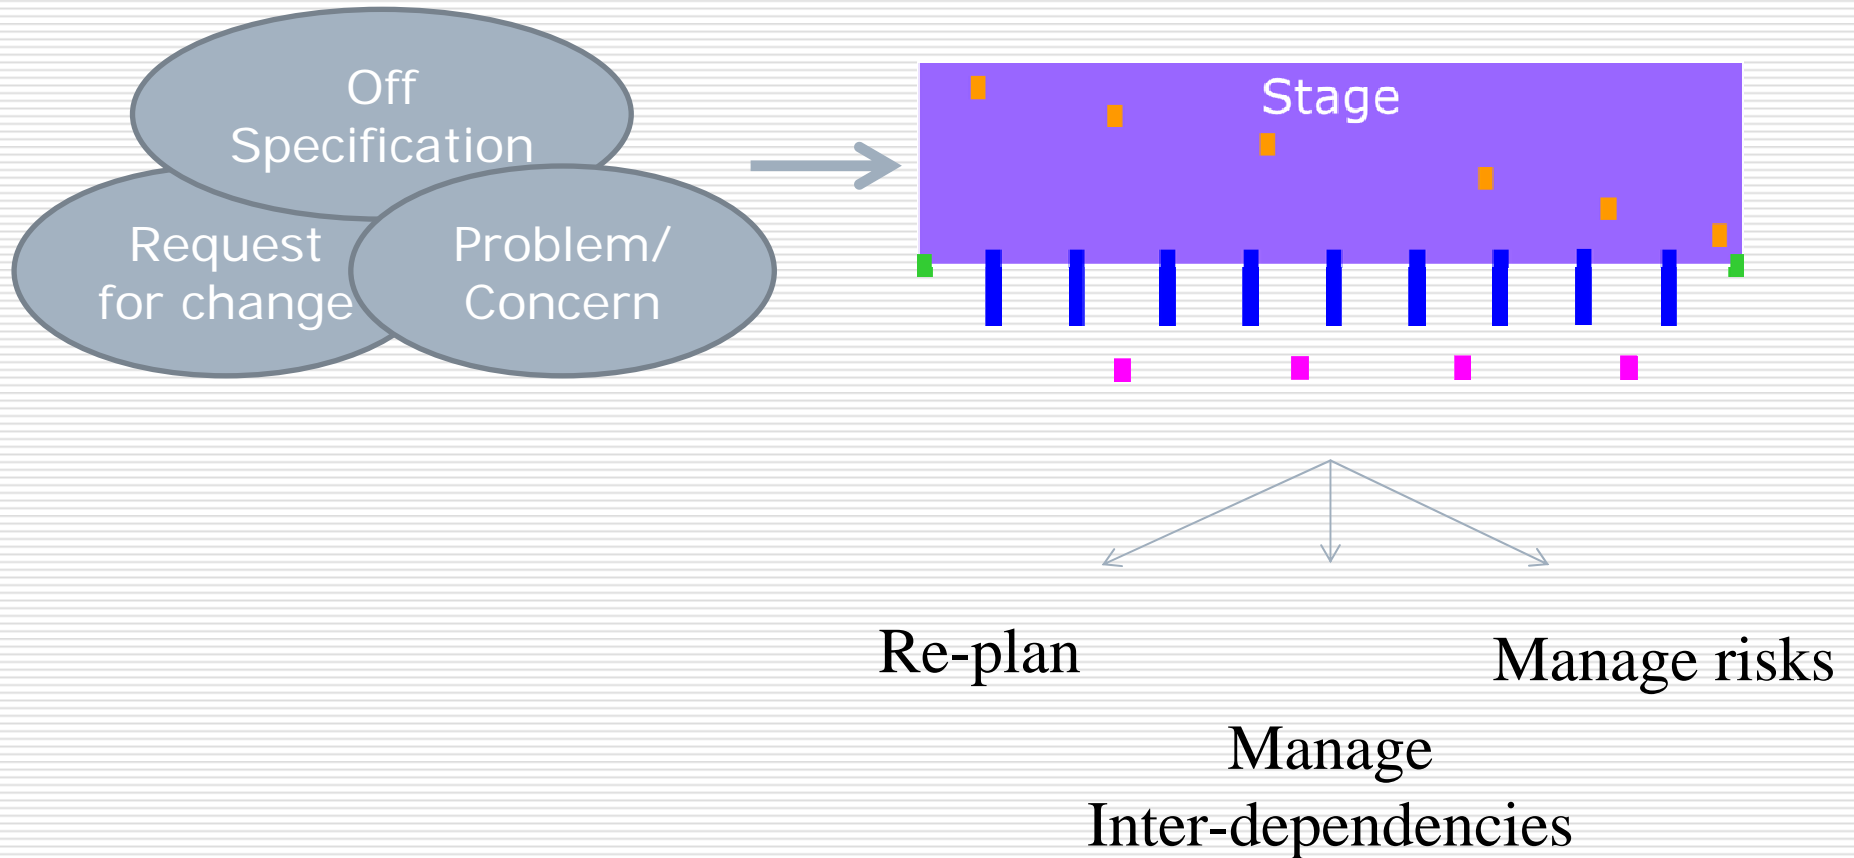 Off
Specification
Request
for change
Problem/
Concern
Stage
Re-plan
Manage risks
Manage
Inter-dependencies